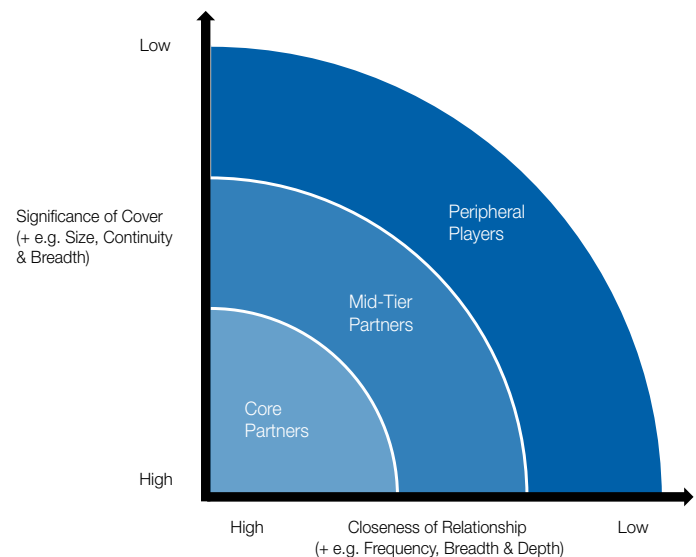 Low
Significance of Cover
(+ e.g. Size, Continuity
& Breadth)
Peripheral
Players
Mid-Tier
Partners
Core
Partners
High
High
Closeness of Relationship
(+ e.g. Frequency, Breadth & Depth)
Low